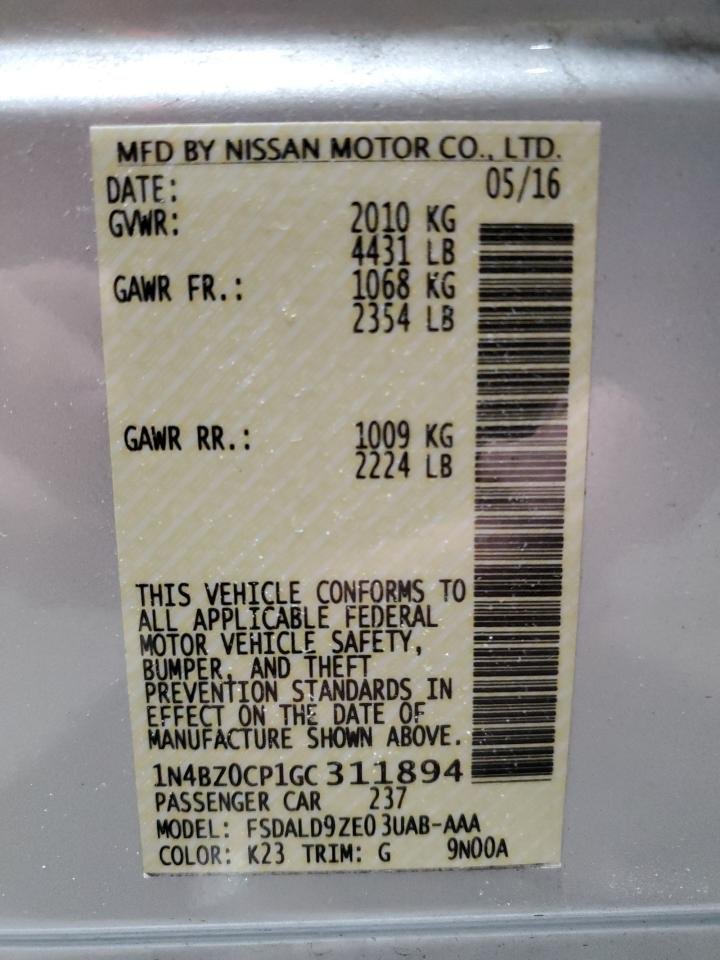 MFD BY NISSAN MOTOR CO., LTD.
DATE: 05/16
GVWR: 2010 KG
4431 LB
GAWR FR.: 1068 KG
2354 LB
GAWR RR.: 1009 KG
2224 LB
THIS VEHICLE CONFORMS TO
ALL APPLICABLE FEDERAL
MOTOR VEHICLE SAFETY,
BUMPER, AND THEFT
PREVENTION STANDARDS IN
EFFECT ON THE DATE OF
MANUFACTURE SHOWN ABOVE.
1N4BZ0CP1GC311894
PASSENGER CAR 237
MODEL: FSDALD9ZE03UAB-AAA
COLOR: K23 TRIM: G 9N00A